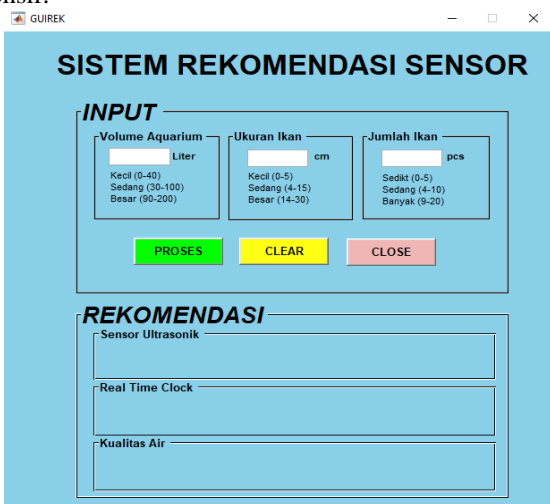 GUIREK
SISTEM REKOMENDASI SENSOR
INPUT
Volume Aquarium
Liter
Kecil (0-40)
Sedang (30-100)
Besar (90-200)
Ukuran Ikan
cm
Kecil (0-5)
Sedang (4-15)
Besar (14-30)
Jumlah Ikan
pcs
Sedikt (0-5)
Sedang (4-10)
Banyak (9-20)
PROSES
CLEAR
CLOSE
REKOMENDASI
Sensor Ultrasonik
Real Time Clock
Kualitas Air